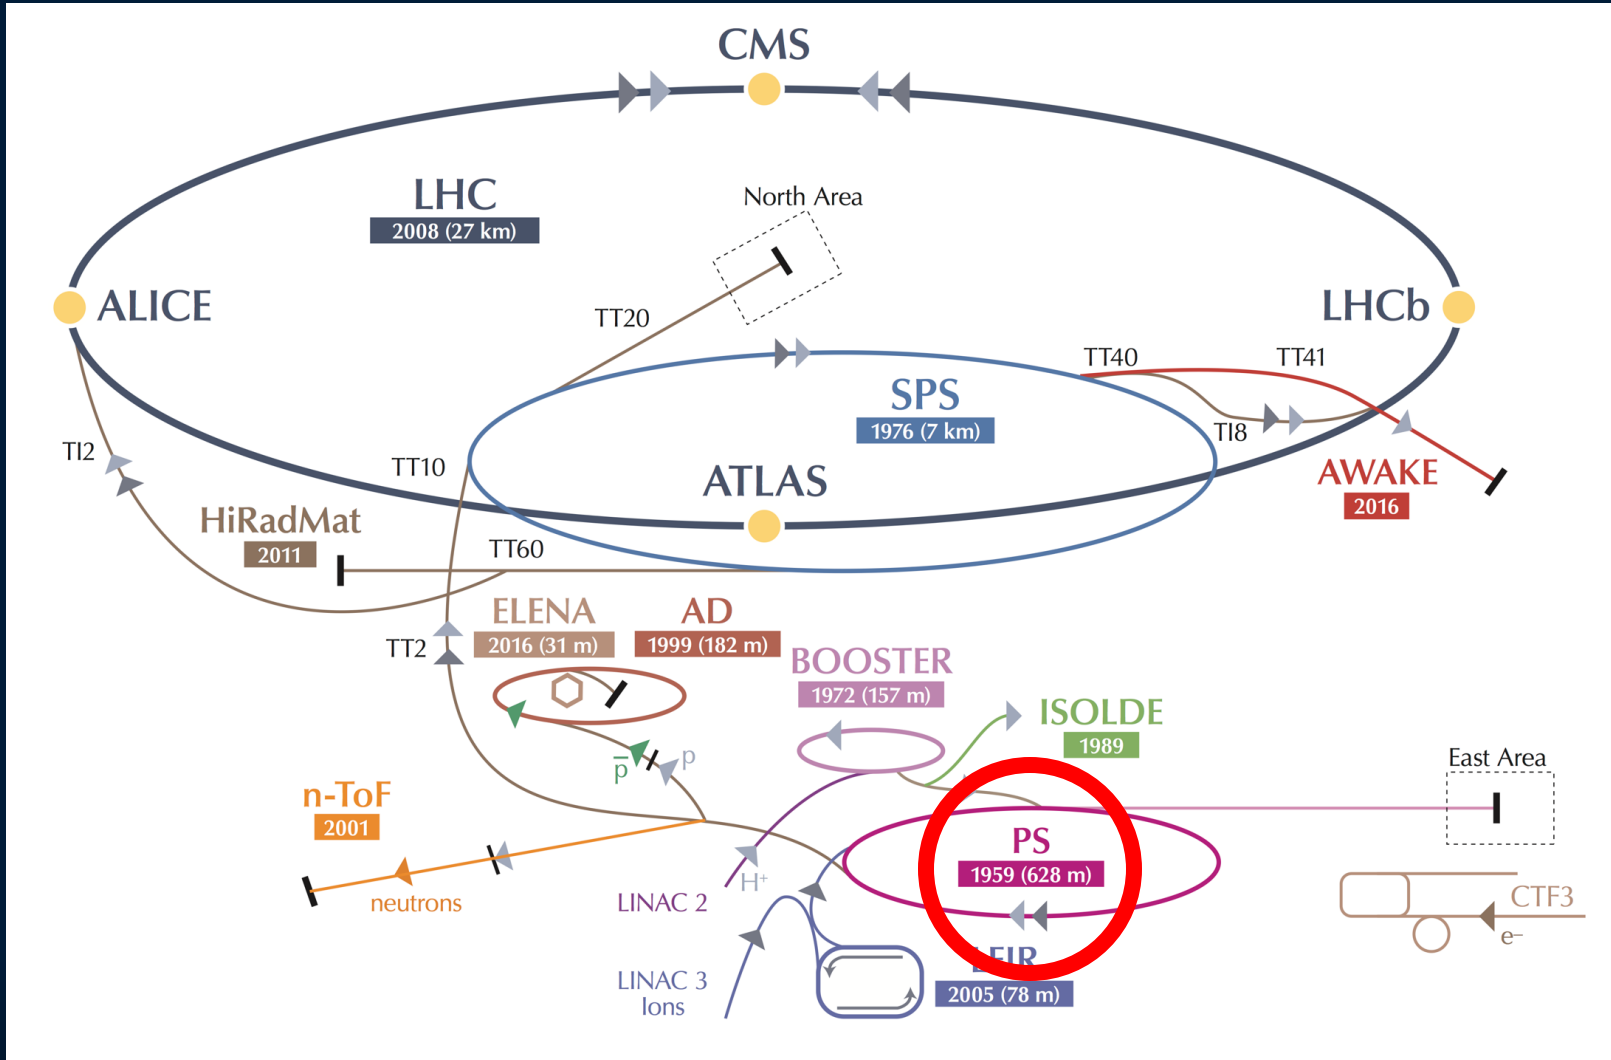 CMS
LHC
2008 (27 km)
North Area
ALICE
TT20
LHCb
TT40
TT41
SPS
1976 (7 km)
TI8
TI2
TT10
ATLAS
AWAKE
2016
HiRadMat
2011
TT60
ELENA
2016 (31 m)
AD
1999 (182 m)
TT2
BOOSTER
1972 (157 m)
ISOLDE
1989
p̅
p
East Area
n-ToF
2001
PS
1959 (628 m)
H⁺
LINAC 2
neutrons
CTF3
e–
LEIR
2005 (78 m)
LINAC 3
Ions